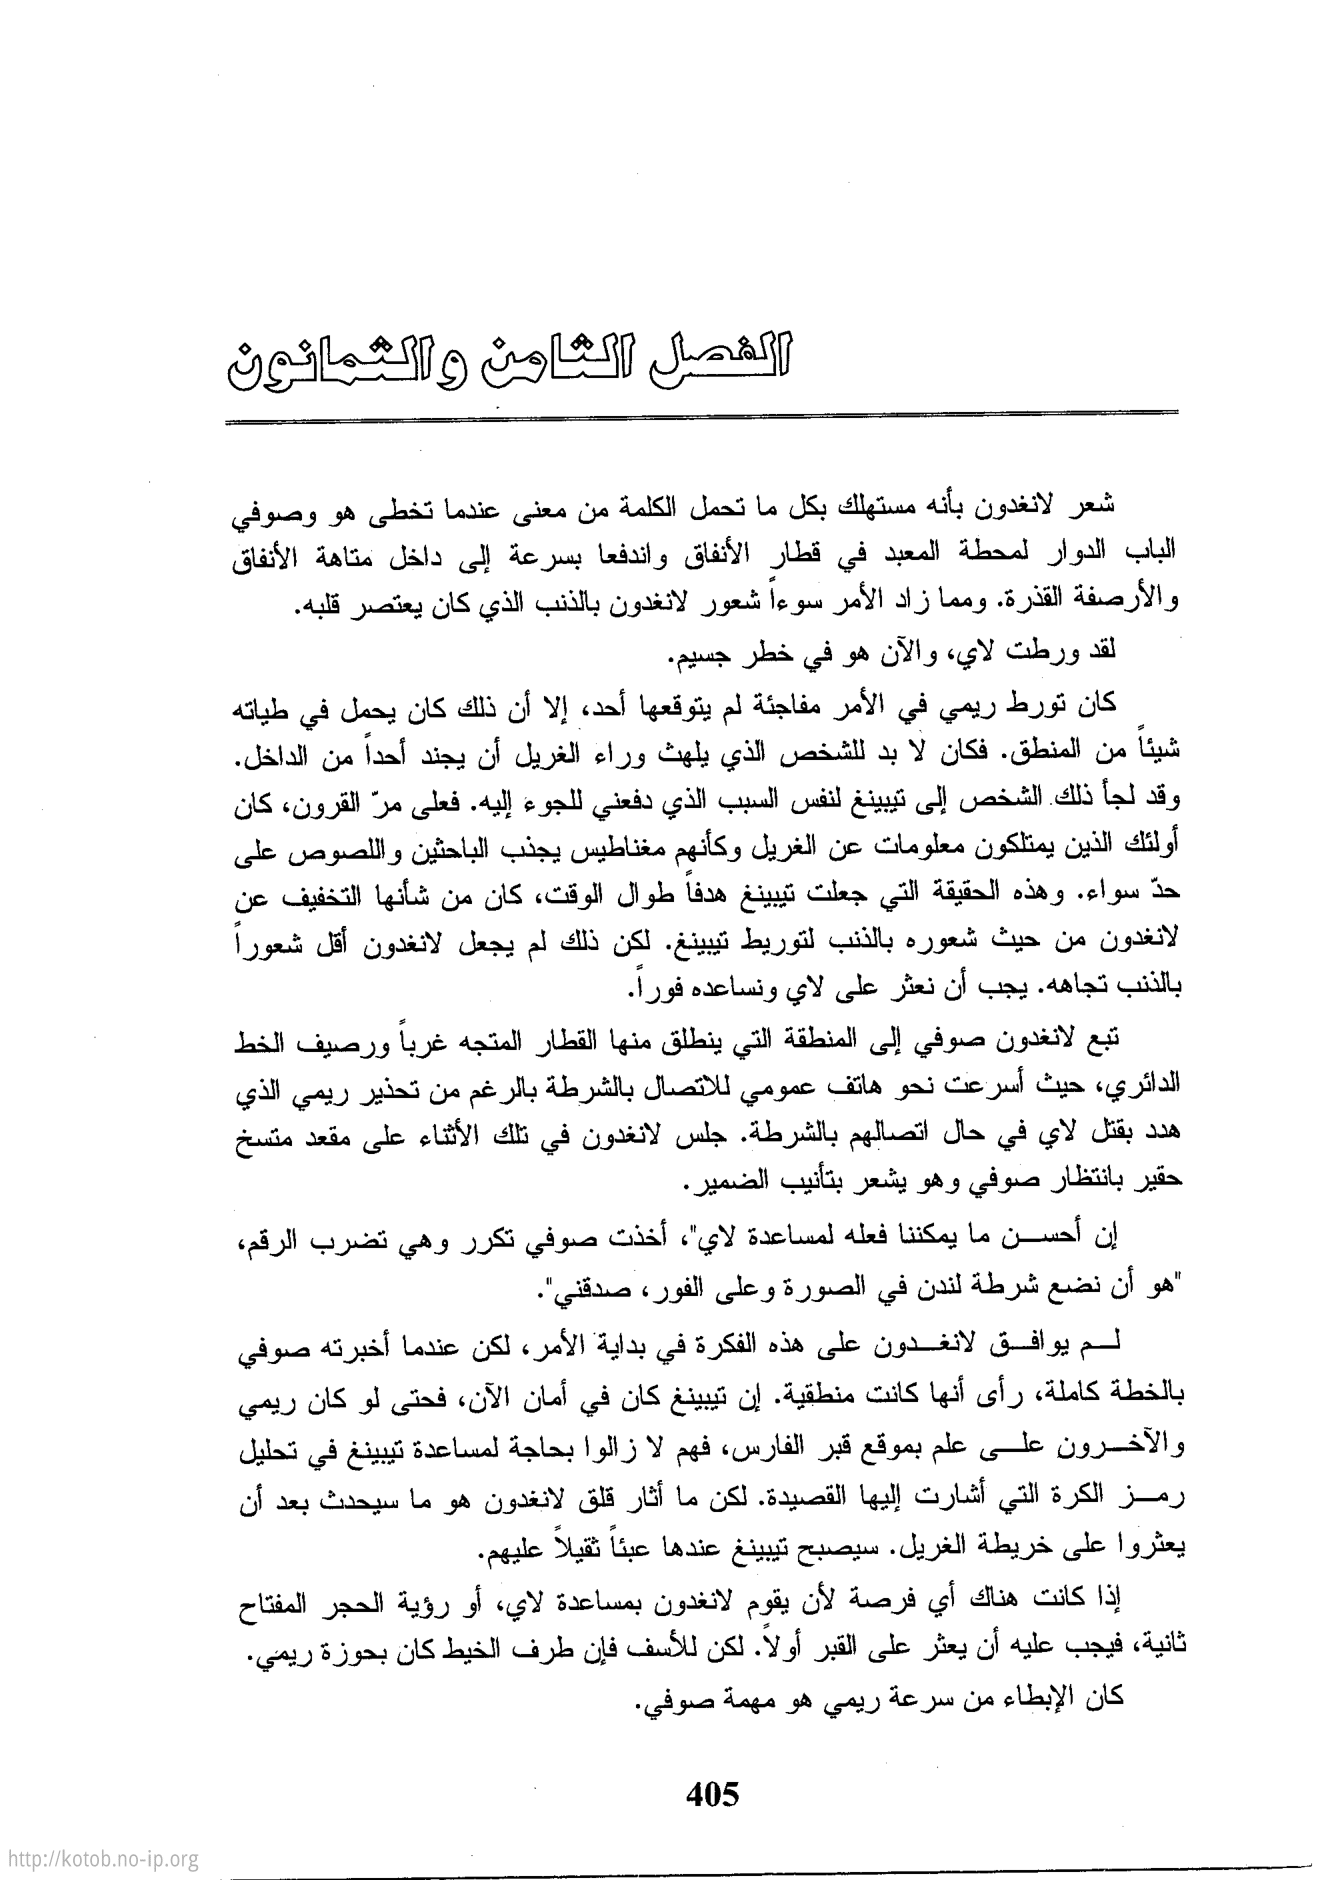 الفصل الثامن والثمانون
شعر لانغدون بأنه مستهلك بكل ما تحمل الكلمة من معنى عندما تخطى هو وصوفي
الباب الدوار لمحطة المعبد في قطار الأنفاق واندفعا بسرعة إلى داخل متاهة الأنفاق
والأرصفة القذرة. ومما زاد الأمر سوءاً شعور لانغدون بالذنب الذي كان يعتصر قلبه.
لقد ورطت لاي، والآن هو في خطر جسيم.
كان تورط ريمي في الأمر مفاجئة لم يتوقعها أحد، إلا أن ذلك كان يحمل في طياته
شيئاً من المنطق. فكان لا بد للشخص الذي يلهث وراء الغريل أن يجند أحداً من الداخل.
وقد لجأ ذلك الشخص إلى تيبينغ لنفس السبب الذي دفعني للجوء إليه. فعلى مرّ القرون، كان
أولئك الذين يمتلكون معلومات عن الغريل وكأنهم مغناطيس يجذب الباحثين واللصوص على
حدّ سواء. وهذه الحقيقة التي جعلت تيبينغ هدفاً طوال الوقت، كان من شأنها التخفيف عن
لانغدون من حيث شعوره بالذنب لتوريط تيبينغ. لكن ذلك لم يجعل لانغدون أقل شعوراً
بالذنب تجاهه. يجب أن نعثر على لاي ونساعده فوراً.
تبع لانغدون صوفي إلى المنطقة التي ينطلق منها القطار المتجه غرباً ورصيف الخط
الدائري، حيث أسرعت نحو هاتف عمومي للاتصال بالشرطة بالرغم من تحذير ريمي الذي
هدد بقتل لاي في حال اتصالهم بالشرطة. جلس لانغدون في تلك الأثناء على مقعد متسخ
حقير بانتظار صوفي وهو يشعر بتأنيب الضمير.
إن أحسن ما يمكننا فعله لمساعدة لاي"، أخذت صوفي تكرر وهي تضرب الرقم،
"هو أن نضع شرطة لندن في الصورة وعلى الفور، صدقني".
لم يوافق لانغدون على هذه الفكرة في بداية الأمر، لكن عندما أخبرته صوفي
بالخطة كاملة، رأى أنها كانت منطقية. إن تيبينغ كان في أمان الآن، فحتى لو كان ريمي
والآخرون على علم بموقع قبر الفارس، فهم لا زالوا بحاجة لمساعدة تيبينغ في تحليل
رمز الكرة التي أشارت إليها القصيدة. لكن ما أثار قلق لانغدون هو ما سيحدث بعد أن
يعثروا على خريطة الغريل. سيصبح تيبينغ عندها عبئاً ثقيلاً عليهم.
إذا كانت هناك أي فرصة لأن يقوم لانغدون بمساعدة لاي، أو رؤية الحجر المفتاح
ثانية، فيجب عليه أن يعثر على القبر أولاً. لكن للأسف فإن طرف الخيط كان بحوزة ريمي.
كان الإبطاء من سرعة ريمي هو مهمة صوفي.
405
http://kotob.no-ip.org